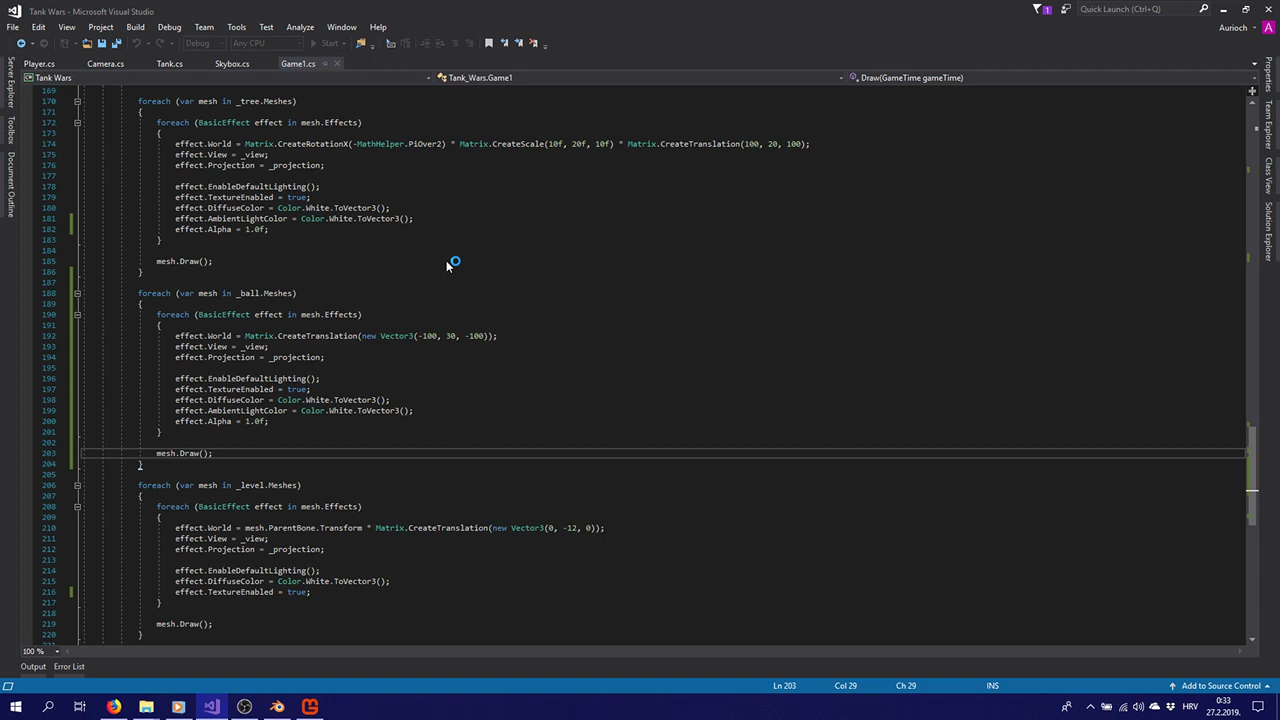 Tank Wars - Microsoft Visual Studio
1
Quick Launch (Ctrl+Q)
File Edit View Project Build Debug Team Tools Test Analyze Window Help
Aurioch A
Debug Any CPU Start
Player.cs Camera.cs Tank.cs Skybox.cs Game1.cs
Tank Wars Tank_Wars.Game1 Draw(GameTime gameTime)
Server Explorer
Toolbox
Document Outline
Properties
Team Explorer
Class View
Solution Explorer
169
170 foreach (var mesh in _tree.Meshes)
171 {
172 foreach (BasicEffect effect in mesh.Effects)
173 {
174 effect.World = Matrix.CreateRotationX(-MathHelper.PiOver2) * Matrix.CreateScale(10f, 20f, 10f) * Matrix.CreateTranslation(100, 20, 100);
175 effect.View = _view;
176 effect.Projection = _projection;
177
178 effect.EnableDefaultLighting();
179 effect.TextureEnabled = true;
180 effect.DiffuseColor = Color.White.ToVector3();
181 effect.AmbientLightColor = Color.White.ToVector3();
182 effect.Alpha = 1.0f;
183 }
184
185 mesh.Draw();
186 }
187
188 foreach (var mesh in _ball.Meshes)
189 {
190 foreach (BasicEffect effect in mesh.Effects)
191 {
192 effect.World = Matrix.CreateTranslation(new Vector3(-100, 30, -100));
193 effect.View = _view;
194 effect.Projection = _projection;
195
196 effect.EnableDefaultLighting();
197 effect.TextureEnabled = true;
198 effect.DiffuseColor = Color.White.ToVector3();
199 effect.AmbientLightColor = Color.White.ToVector3();
200 effect.Alpha = 1.0f;
201 }
202
203 mesh.Draw();
204 }
205
206 foreach (var mesh in _level.Meshes)
207 {
208 foreach (BasicEffect effect in mesh.Effects)
209 {
210 effect.World = mesh.ParentBone.Transform * Matrix.CreateTranslation(new Vector3(0, -12, 0));
211 effect.View = _view;
212 effect.Projection = _projection;
213
214 effect.EnableDefaultLighting();
215 effect.DiffuseColor = Color.White.ToVector3();
216 effect.TextureEnabled = true;
217 }
218
219 mesh.Draw();
220 }
100 %
Output Error List
Ln 203 Col 29 Ch 29 INS Add to Source Control
HRV
0:33
27.2.2019.